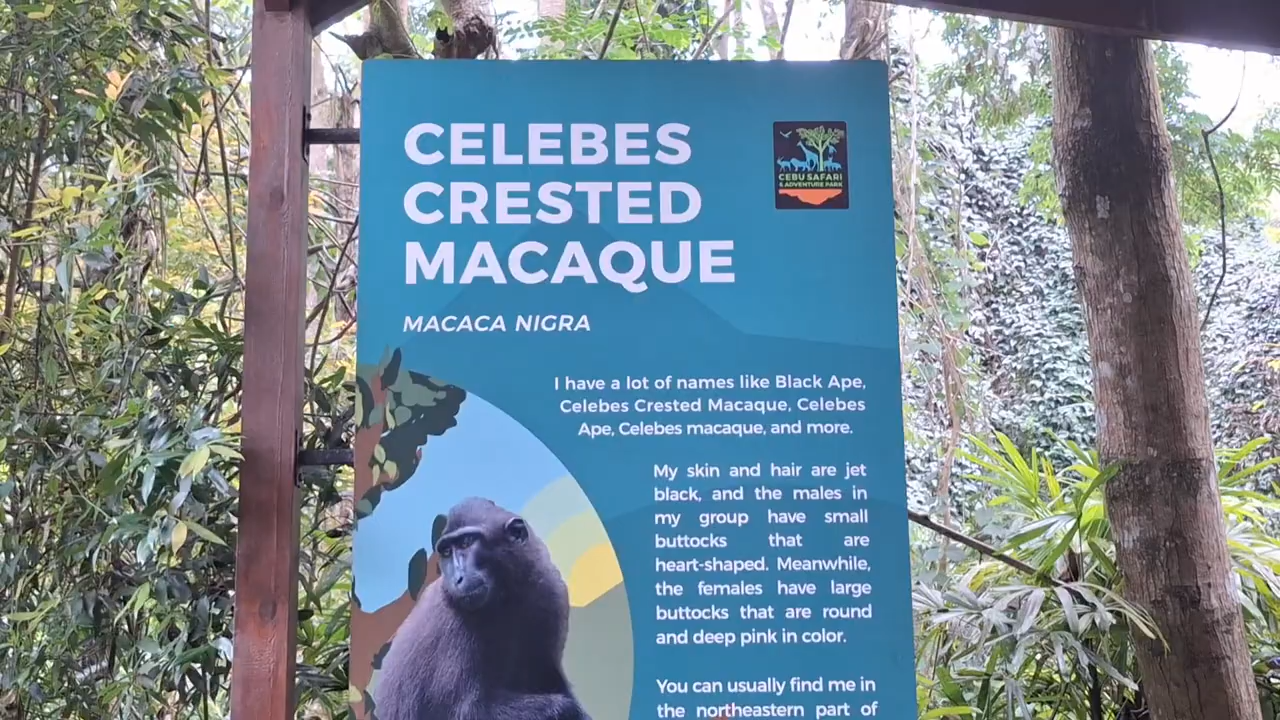 CELEBES
CRESTED
MACAQUE
CEBU SAFARI
& ADVENTURE PARK
MACACA NIGRA
I have a lot of names like Black Ape,
Celebes Crested Macaque, Celebes
Ape, Celebes macaque, and more.
My skin and hair are jet
black, and the males in
my group have small
buttocks that are
heart-shaped. Meanwhile,
the females have large
buttocks that are round
and deep pink in color.
You can usually find me in
the northeastern part of